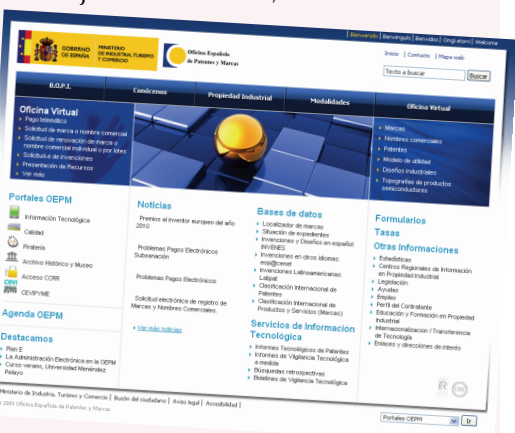 Bienvenido | Benvinguts | Benvidos | Ongi etorri | Welcome
GOBIERNO DE ESPAÑA
MINISTERIO DE INDUSTRIA, TURISMO Y COMERCIO
Oficina Española de Patentes y Marcas
Inicio | Contacto | Mapa web
Texto a buscar
Buscar
B.O.P.I.
Conócenos
Propiedad Industrial
Modalidades
Oficina Virtual
Oficina Virtual
Pago telemático
Solicitud de marca o nombre comercial
Solicitud de renovación de marca o
nombre comercial individual o por lotes
Solicitud-e de invenciones
Presentación de Recursos
Ver más
Marcas
Nombres comerciales
Patentes
Modelo de utilidad
Diseños industriales
Topografías de productos
semiconductores
Portales OEPM
Información Tecnológica
Calidad
Piratería
Archivo Histórico y Museo
Acceso CCRR
CEVIPYME
Agenda OEPM
Destacamos
Plan E
La Administración Electrónica en la OEPM
Curso verano, Universidad Menéndez
Pelayo
Noticias
Premios al inventor europeo del año
2010
Problemas Pagos Electrónicos
Subsanación
Problemas Pagos Electrónicos
Solicitud electrónica de registro de
Marcas y Nombres Comerciales.
Ver más noticias
Bases de datos
Localizador de marcas
Situación de expedientes
Invenciones y Diseños en español:
INVENES
Invenciones en otros idiomas:
esp@cenet
Invenciones Latinoamericanas:
Latipat
Clasificación Internacional de
Patentes
Clasificación Internacional de
Productos y Servicios (Marcas)
Servicios de Información
Tecnológica
Informes Tecnológicos de Patentes
Informes de Vigilancia Tecnológica
a medida
Búsquedas retrospectivas
Boletines de Vigilancia Tecnológica
Formularios
Tasas
Otras Informaciones
Estadísticas
Centros Regionales de Información
en Propiedad Industrial
Legislación
Ayudas
Empleo
Perfil del Contratante
Educación y Formación en Propiedad
Industrial
Internacionalizacion / Transferencia
de Tecnología
Enlaces y direcciones de interés
Ministerio de Industria, Turismo y Comercio | Buzón del ciudadano | Aviso legal | Accesibilidad |
2009 Oficina Española de Patentes y Marcas
Portales OEPM
Ir